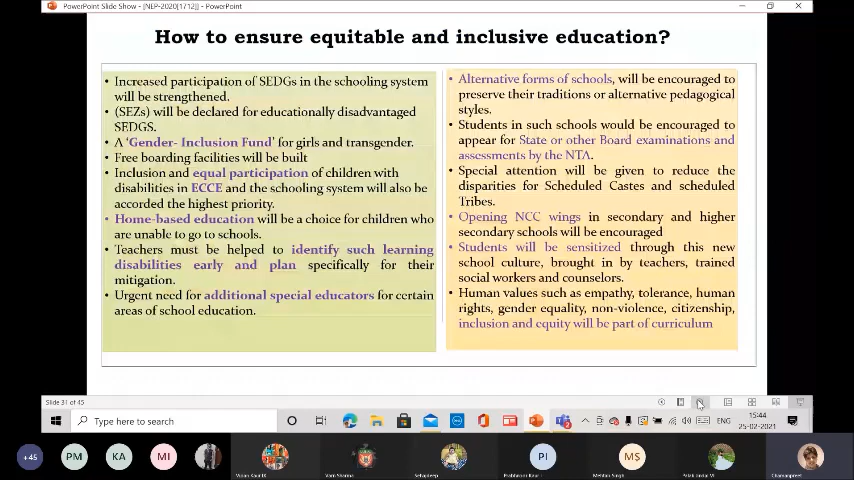 PowerPoint Slide Show - [NEP-2020[1712]] - PowerPoint
How to ensure equitable and inclusive education?
• Increased participation of SEDGs in the schooling system
will be strengthened.
• (SEZs) will be declared for educationally disadvantaged
SEDGS.
• A ‘Gender- Inclusion Fund’ for girls and transgender.
• Free boarding facilities will be built
• Inclusion and equal participation of children with
disabilities in ECCE and the schooling system will also be
accorded the highest priority.
• Home-based education will be a choice for children who
are unable to go to schools.
• Teachers must be helped to identify such learning
disabilities early and plan specifically for their
mitigation.
• Urgent need for additional special educators for certain
areas of school education.
• Alternative forms of schools, will be encouraged to
preserve their traditions or alternative pedagogical
styles.
• Students in such schools would be encouraged to
appear for State or other Board examinations and
assessments by the NTA.
• Special attention will be given to reduce the
disparities for Scheduled Castes and scheduled
Tribes.
• Opening NCC wings in secondary and higher
secondary schools will be encouraged
• Students will be sensitized through this new
school culture, brought in by teachers, trained
social workers and counselors.
• Human values such as empathy, tolerance, human
rights, gender equality, non-violence, citizenship,
inclusion and equity will be part of curriculum
Slide 31 of 45
Type here to search
ENG
15:44
25-02-2021
+45
PM
KA
MI
PI
MS
Varn Sharma
Sehajdeep
Prabhnoni Kaur -
Mehtan Singh
Palak Jindal VI
Chamanpreet